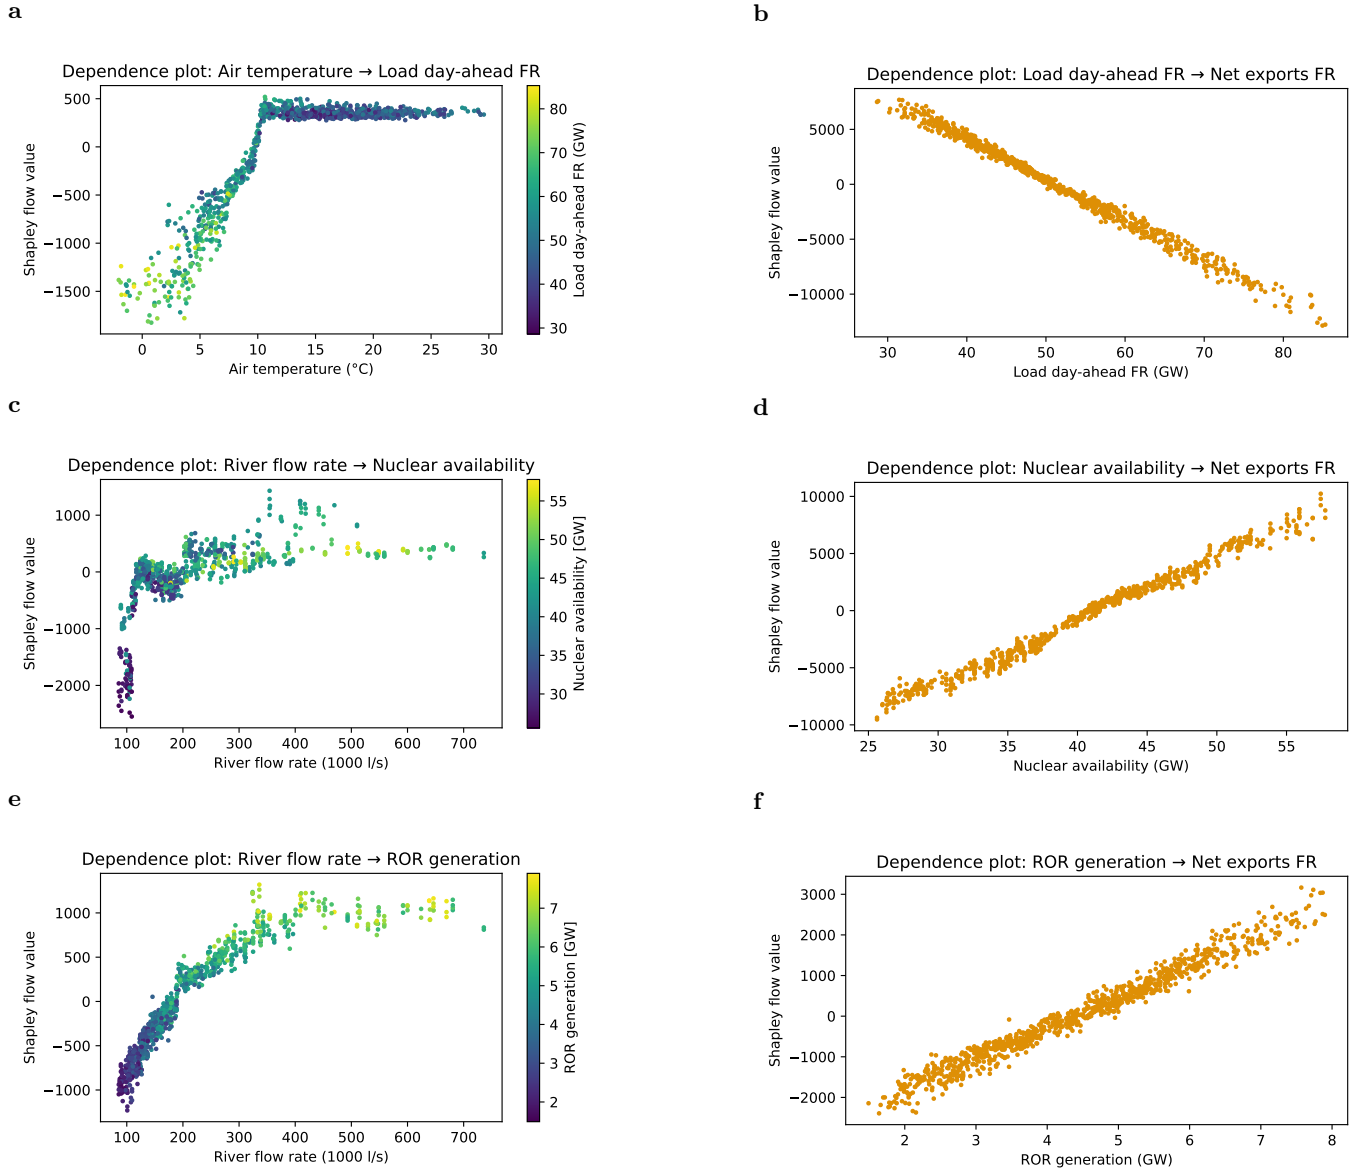 a
Dependence plot: Air temperature → Load day-ahead FR
Shapley flow value
500
0
−500
−1000
−1500
0 5 10 15 20 25 30
Air temperature (°C)
80
70
60
50
40
30
Load day-ahead FR (GW)
b
Dependence plot: Load day-ahead FR → Net exports FR
Shapley flow value
5000
0
−5000
−10000
30 40 50 60 70 80
Load day-ahead FR (GW)
c
Dependence plot: River flow rate → Nuclear availability
Shapley flow value
1000
0
−1000
−2000
100 200 300 400 500 600 700
River flow rate (1000 l/s)
55
50
45
40
35
30
Nuclear availability [GW]
d
Dependence plot: Nuclear availability → Net exports FR
Shapley flow value
10000
5000
0
−5000
−10000
25 30 35 40 45 50 55
Nuclear availability (GW)
e
Dependence plot: River flow rate → ROR generation
Shapley flow value
1000
500
0
−500
−1000
100 200 300 400 500 600 700
River flow rate (1000 l/s)
7
6
5
4
3
2
ROR generation [GW]
f
Dependence plot: ROR generation → Net exports FR
Shapley flow value
3000
2000
1000
0
−1000
−2000
2 3 4 5 6 7 8
ROR generation (GW)